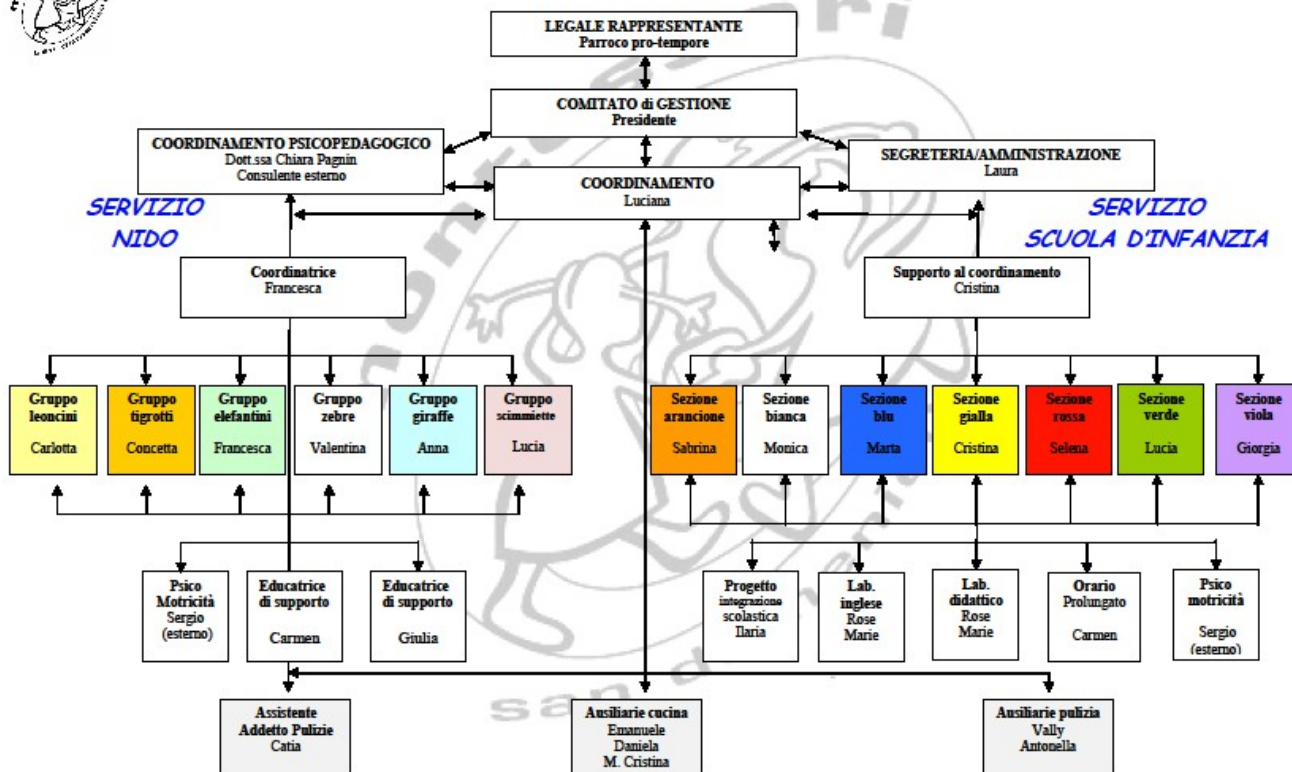 LEGALE RAPPRESENTANTE
Parroco pro-tempore
COMITATO di GESTIONE
Presidente
COORDINAMENTO PSICOPEDAGOGICO
Dott.ssa Chiara Pagnin
Consulente esterno
SEGRETERIA/AMMINISTRAZIONE
Laura
COORDINAMENTO
Luciana
SERVIZIO
NIDO
SERVIZIO
SCUOLA D'INFANZIA
Coordinatrice
Francesca
Supporto al coordinamento
Cristina
Gruppo
leoncini
Carlotta
Gruppo
tigrotti
Concetta
Gruppo
elefantini
Francesca
Gruppo
zebre
Valentina
Gruppo
giraffe
Anna
Gruppo
scimmiette
Lucia
Sezione
arancione
Sabrina
Sezione
bianca
Monica
Sezione
blu
Marta
Sezione
gialla
Cristina
Sezione
rossa
Selena
Sezione
verde
Lucia
Sezione
viola
Giorgia
Psico
Motricità
Sergio
(esterno)
Educatrice
di supporto
Carmen
Educatrice
di supporto
Giulia
Progetto
integrazione
scolastica
Ilaria
Lab.
inglese
Rose
Marie
Lab.
didattico
Rose
Marie
Orario
Prolungato
Carmen
Psico
motricità
Sergio
(esterno)
Assistente
Addetto Pulizie
Catia
Ausiliarie cucina
Emanuele
Daniela
M. Cristina
Ausiliarie pulizia
Vally
Antonella